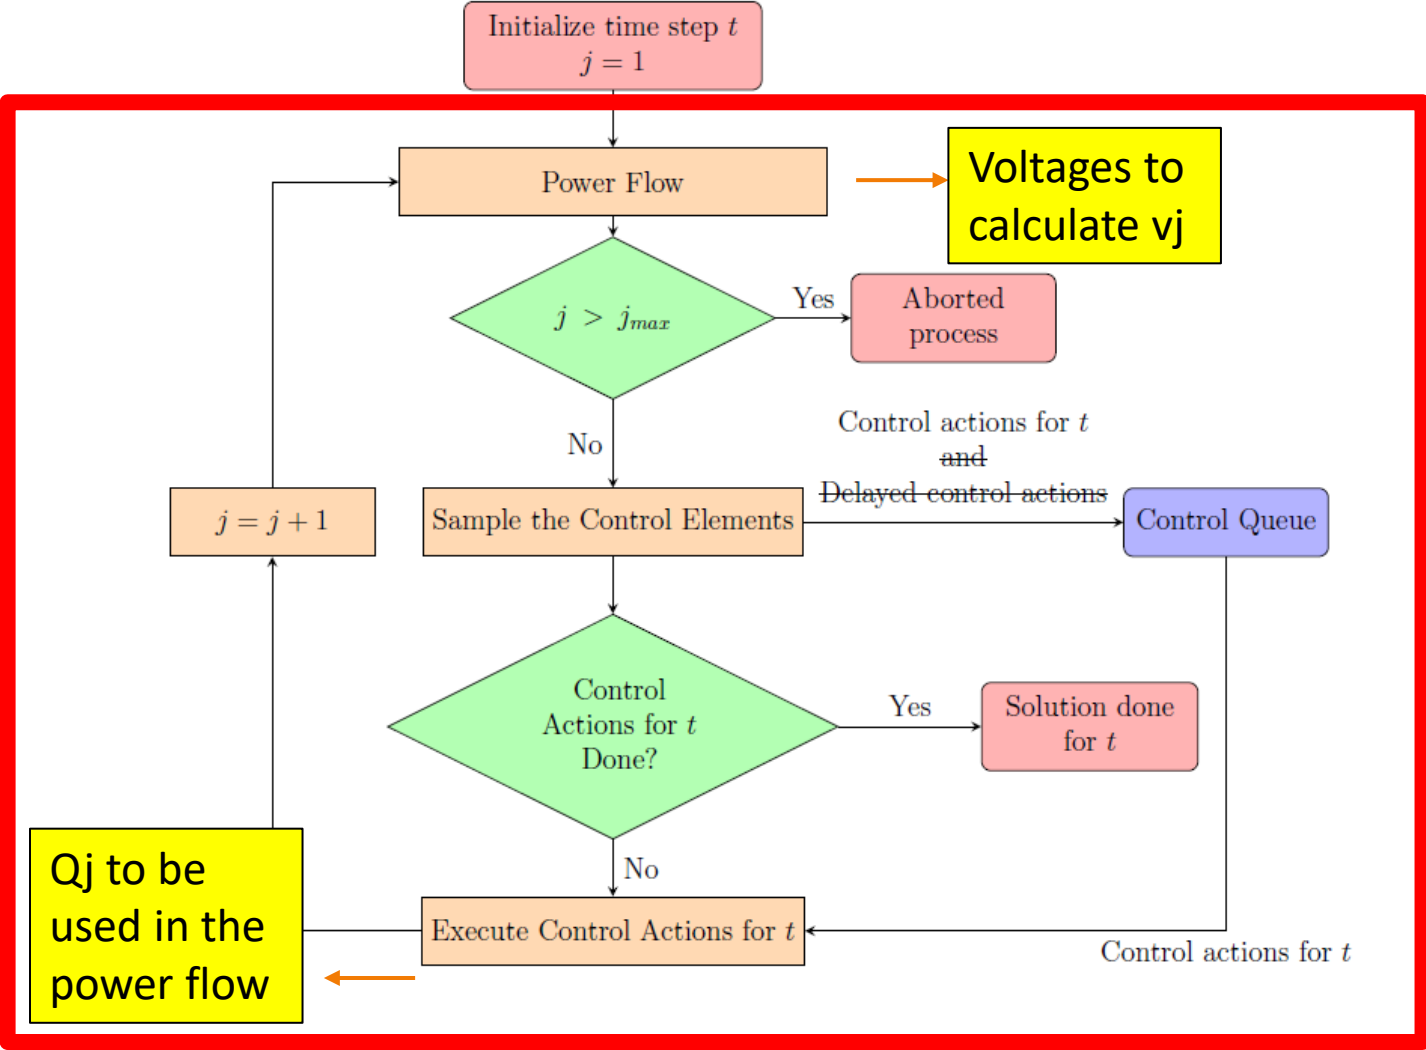 Initialize time step t
j = 1
Power Flow
Voltages to
calculate vj
j > jmax
Yes
Aborted
process
No
Control actions for t
and
Delayed control actions
j = j + 1
Sample the Control Elements
Control Queue
Control
Actions for t
Done?
Yes
Solution done
for t
No
Qj to be
used in the
power flow
Execute Control Actions for t
Control actions for t